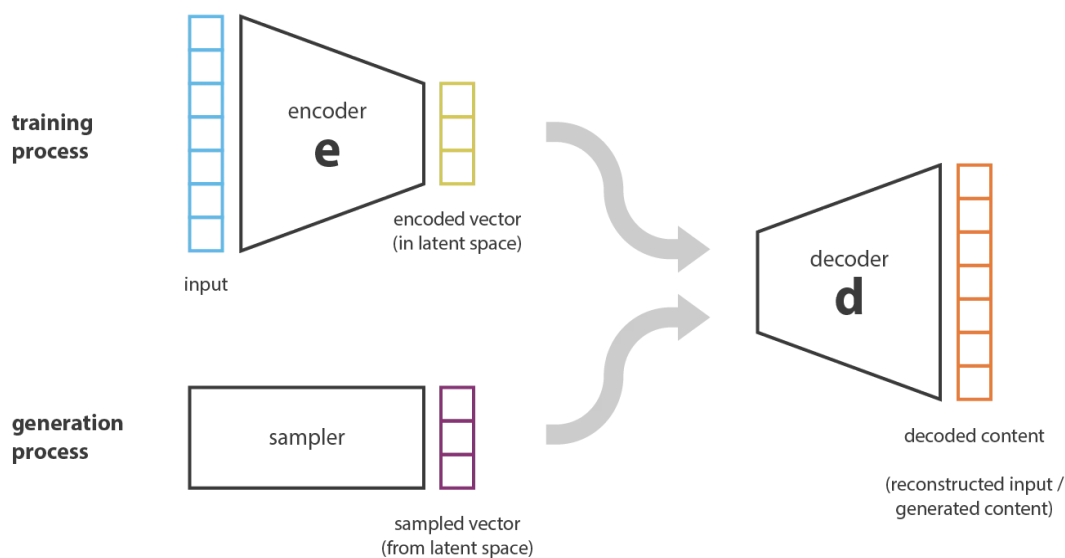 training
process
encoder
e
encoded vector
(in latent space)
input
decoder
d
generation
process
sampler
sampled vector
(from latent space)
decoded content
(reconstructed input /
generated content)